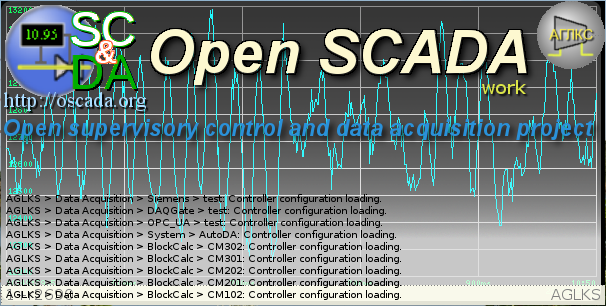 SC
&
DA
10.95
Open SCADA
АГЛКС
work
http://oscada.org
Open supervisory control and data acquisition project
AGLKS > Data Acquisition > Siemens > test: Controller configuration loading.
AGLKS > Data Acquisition > DAQGate > test: Controller configuration loading.
AGLKS > Data Acquisition > OPC_UA > test: Controller configuration loading.
AGLKS > Data Acquisition > System > AutoDA: Controller configuration loading.
AGLKS > Data Acquisition > BlockCalc > CM302: Controller configuration loading.
AGLKS > Data Acquisition > BlockCalc > CM301: Controller configuration loading.
AGLKS > Data Acquisition > BlockCalc > CM202: Controller configuration loading.
AGLKS > Data Acquisition > BlockCalc > CM201: Controller configuration loading.
AGLKS > Data Acquisition > BlockCalc > CM102: Controller configuration loading.
AGLKS